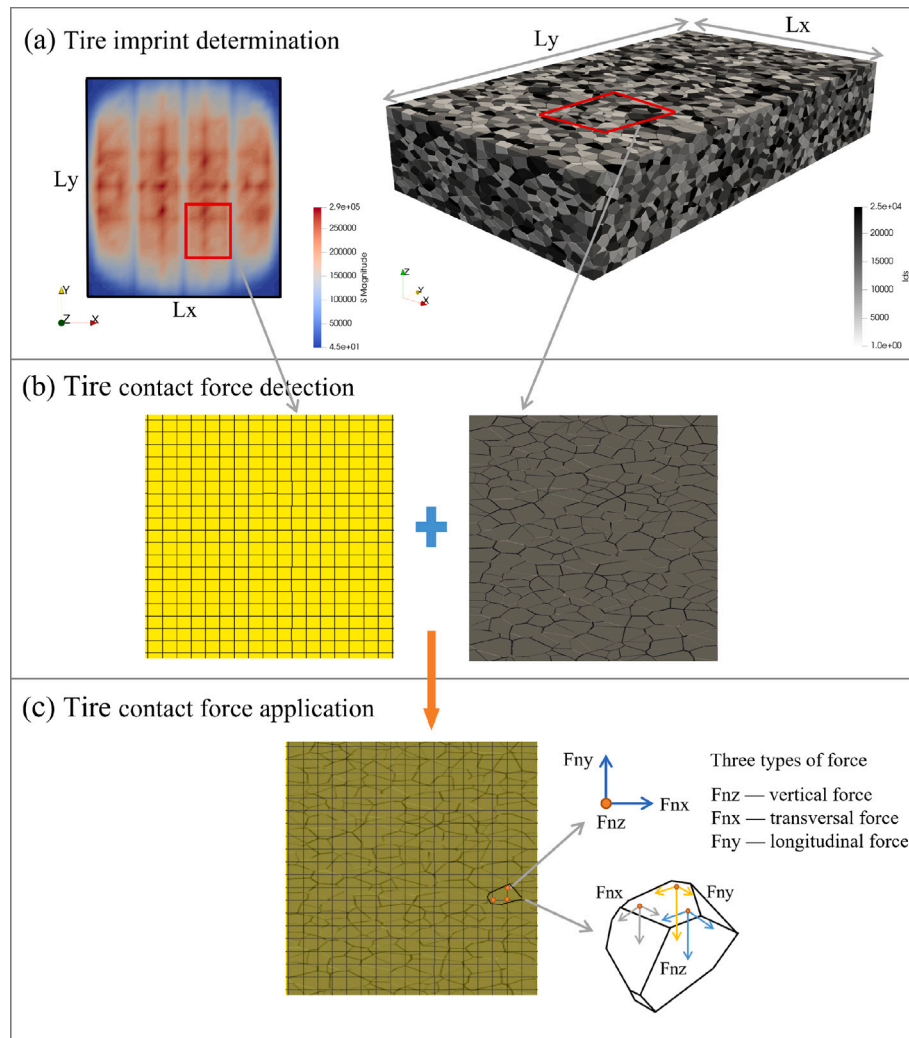 (a) Tire imprint determination
Ly
Lx
Ly
Lx
2.9e+05
250000
200000
150000
100000
50000
4.5e+01
S Magnitude
Y
Z
X
Z
Y
X
2.5e+04
20000
15000
10000
5000
1.0e+00
Ids
(b) Tire contact force detection
(c) Tire contact force application
Fny
Fnx
Fnz
Three types of force
Fnz — vertical force
Fnx — transversal force
Fny — longitudinal force
Fnx
Fny
Fnz